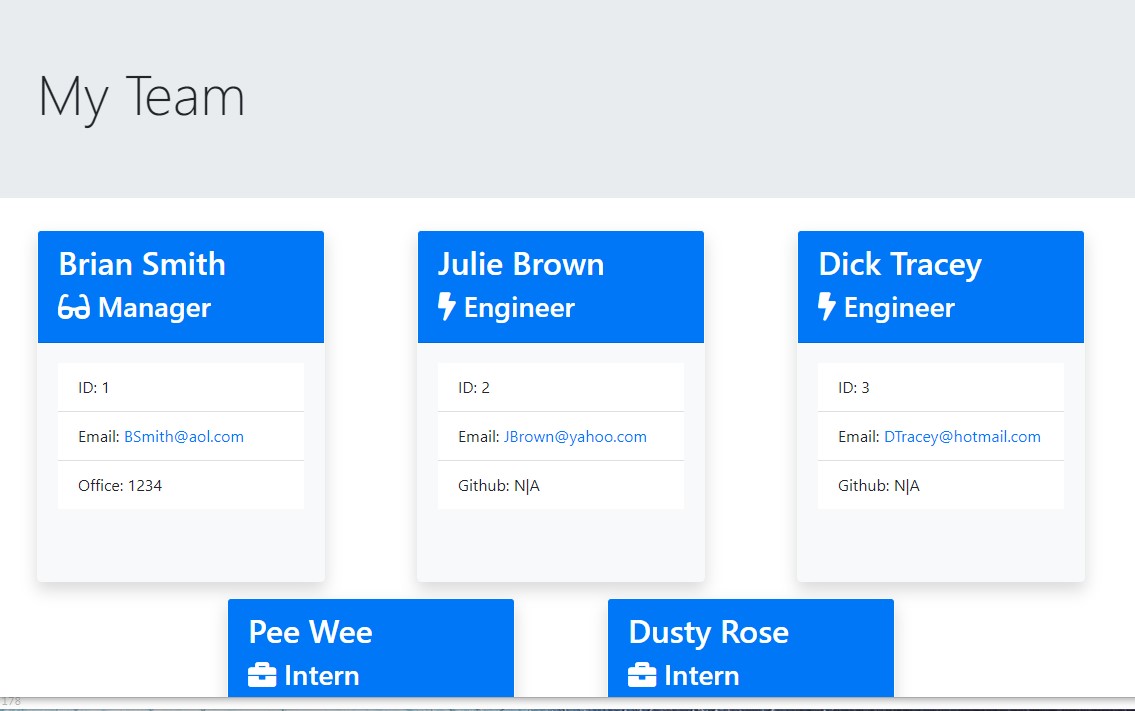 My Team
Brian Smith
Manager
ID: 1
Email: BSmith@aol.com
Office: 1234
Julie Brown
Engineer
ID: 2
Email: JBrown@yahoo.com
Github: N|A
Dick Tracey
Engineer
ID: 3
Email: DTracey@hotmail.com
Github: N|A
Pee Wee
Intern
Dusty Rose
Intern
178